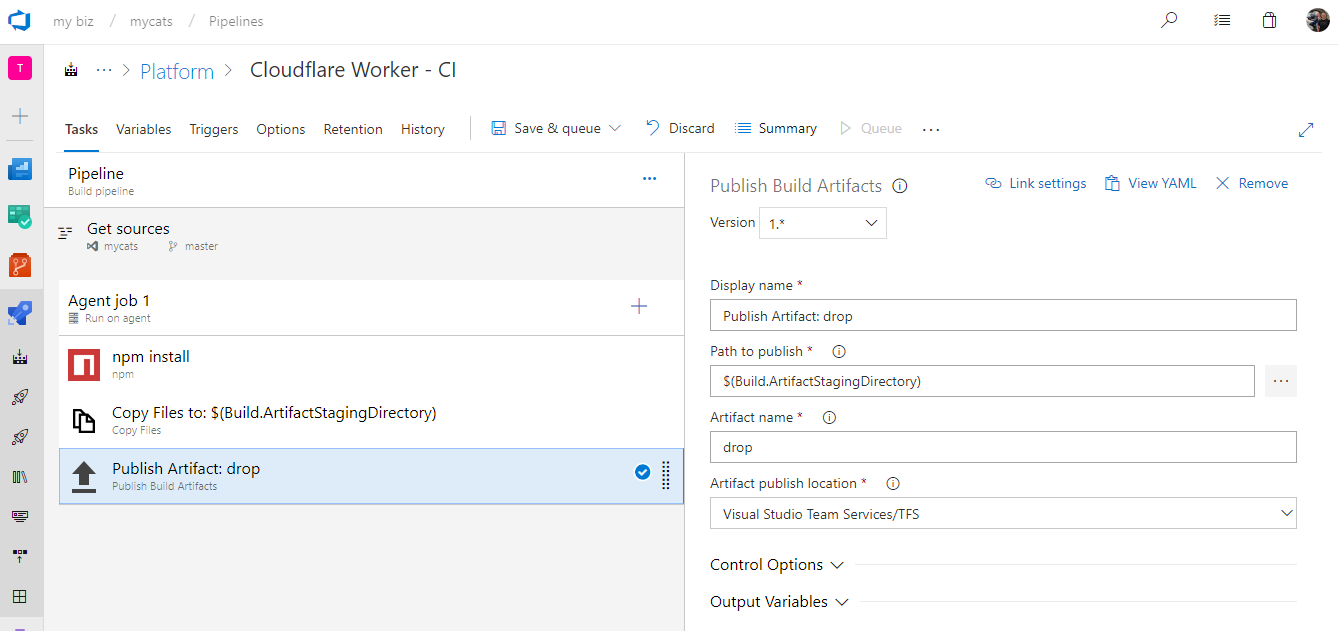 my biz / mycats / Pipelines
T
... > Platform > Cloudflare Worker - CI
Tasks Variables Triggers Options Retention History Save & queue Discard Summary Queue ...
Pipeline
Build pipeline
Get sources
mycats master
Agent job 1
Run on agent
npm install
npm
Copy Files to: $(Build.ArtifactStagingDirectory)
Copy Files
Publish Artifact: drop
Publish Build Artifacts
Publish Build Artifacts Link settings View YAML Remove
Version 1.*
Display name *
Publish Artifact: drop
Path to publish *
$(Build.ArtifactStagingDirectory)
Artifact name *
drop
Artifact publish location *
Visual Studio Team Services/TFS
Control Options
Output Variables